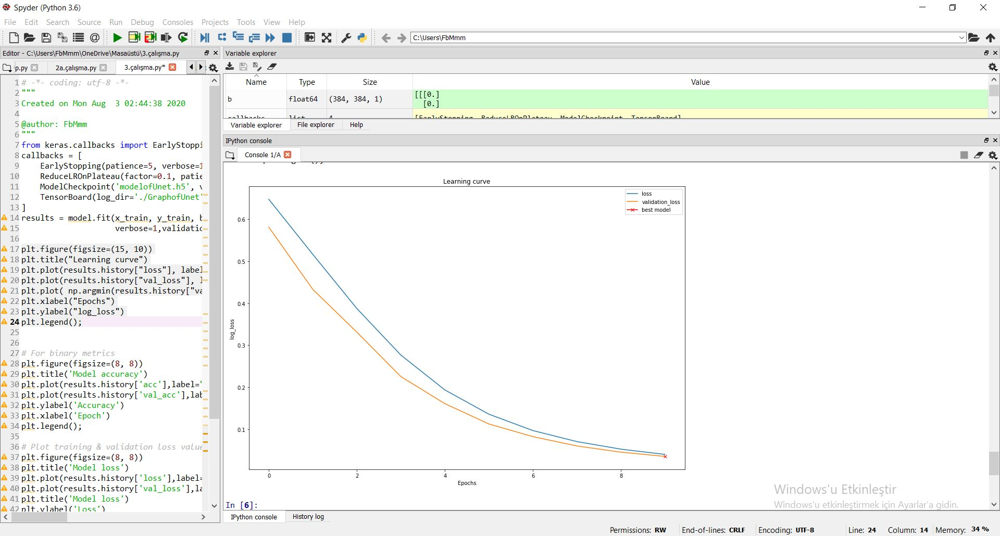 Spyder (Python 3.6)
File Edit Search Source Run Debug Consoles Projects Tools View Help
C:\Users\FbMmm
Editor - C:\Users\FbMmm\OneDrive\Masaüstü\3.çalışma.py
p.py 2a.çalışma.py 3.çalışma.py*
1 # -*- coding: utf-8 -*-
2 """
3 Created on Mon Aug  3 02:44:38 2020
4
5 @author: FbMmm
6 """
7 from keras.callbacks import EarlyStoppi
8 callbacks = [
9     EarlyStopping(patience=5, verbose=1
10     ReduceLROnPlateau(factor=0.1, patie
11     ModelCheckpoint('modelofUnet.h5', v
12     TensorBoard(log_dir='./GraphofUnet'
13 ]
14 results = model.fit(x_train, y_train, b
15                     verbose=1,validatio
16
17 plt.figure(figsize=(15, 10))
18 plt.title("Learning curve")
19 plt.plot(results.history["loss"], label
20 plt.plot(results.history["val_loss"], l
21 plt.plot( np.argmin(results.history["va
22 plt.xlabel("Epochs")
23 plt.ylabel("log_loss")
24 plt.legend();
25
26
27 # For binary metrics
28 plt.figure(figsize=(8, 8))
29 plt.title('Model accuracy')
30 plt.plot(results.history['acc'],label='
31 plt.plot(results.history['val_acc'],lab
32 plt.ylabel('Accuracy')
33 plt.xlabel('Epoch')
34 plt.legend();
35
36 # Plot training & validation loss value
37 plt.figure(figsize=(8, 8))
38 plt.title('Model loss')
39 plt.plot(results.history['loss'],label=
40 plt.plot(results.history['val_loss'],la
41 plt.title('Model loss')
42 plt.ylabel('Loss')
Variable explorer
Name Type Size Value
b float64 (384, 384, 1) [[[0.]
[0.]
callbacks list 4 [EarlyStopping, ReduceLROnPlateau, ModelCheckpoint, TensorBoard]
Variable explorer File explorer Help
IPython console
Console 1/A
Learning curve
loss
validation_loss
best model
0.6
0.5
0.4
0.3
0.2
0.1
log_loss
0 2 4 6 8
Epochs
In [6]:
Windows'u Etkinleştir
Windows'u etkinleştirmek için Ayarlar'a gidin.
IPython console History log
Permissions: RW End-of-lines: CRLF Encoding: UTF-8 Line: 24 Column: 14 Memory: 34 %